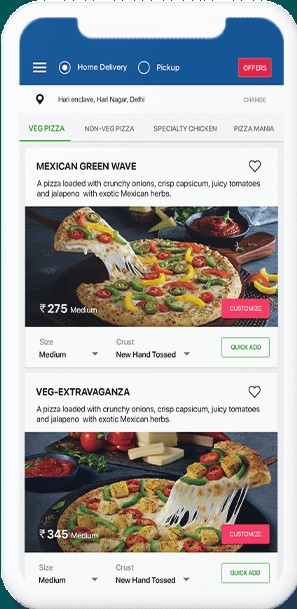 Home Delivery Pickup OFFERS
Hari enclave, Hari Nagar, Delhi CHANGE
VEG PIZZA NON-VEG PIZZA SPECIALTY CHICKEN PIZZA MANIA
MEXICAN GREEN WAVE
A pizza loaded with crunchy onions, crisp capsicum, juicy tomatoes
and jalapeno with exotic Mexican herbs.
₹ 275 Medium CUSTOMIZE
Size Crust
Medium New Hand Tossed QUICK ADD
VEG-EXTRAVAGANZA
A pizza loaded with crunchy onions, crisp capsicum, juicy tomatoes
and jalapeno with exotic Mexican herbs.
₹ 345 Medium CUSTOMIZE
Size Crust
Medium New Hand Tossed QUICK ADD